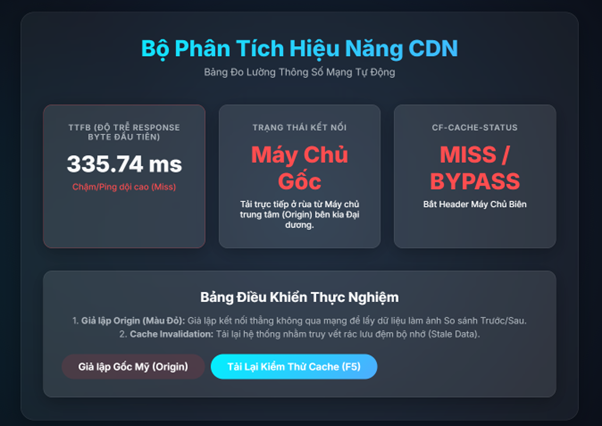 Bộ Phân Tích Hiệu Năng CDN
Bảng Đo Lường Thông Số Mạng Tự Động
TTFB (ĐỘ TRỄ RESPONSE
BYTE ĐẦU TIÊN)
335.74 ms
Chậm/Ping dội cao (Miss)
TRẠNG THÁI KẾT NỐI
Máy Chủ
Gốc
Tải trực tiếp ở rùa từ Máy chủ
trung tâm (Origin) bên kia Đại
dương.
CF-CACHE-STATUS
MISS /
BYPASS
Bắt Header Máy Chủ Biên
Bảng Điều Khiển Thực Nghiệm
1. Giả lập Origin (Màu Đỏ): Giả lập kết nối thẳng không qua mạng để lấy dữ liệu làm ảnh So sánh Trước/Sau.
2. Cache Invalidation: Tải lại hệ thống nhằm truy vết rác lưu đệm bộ nhớ (Stale Data).
Giả lập Gốc Mỹ (Origin)
Tải Lại Kiểm Thử Cache (F5)